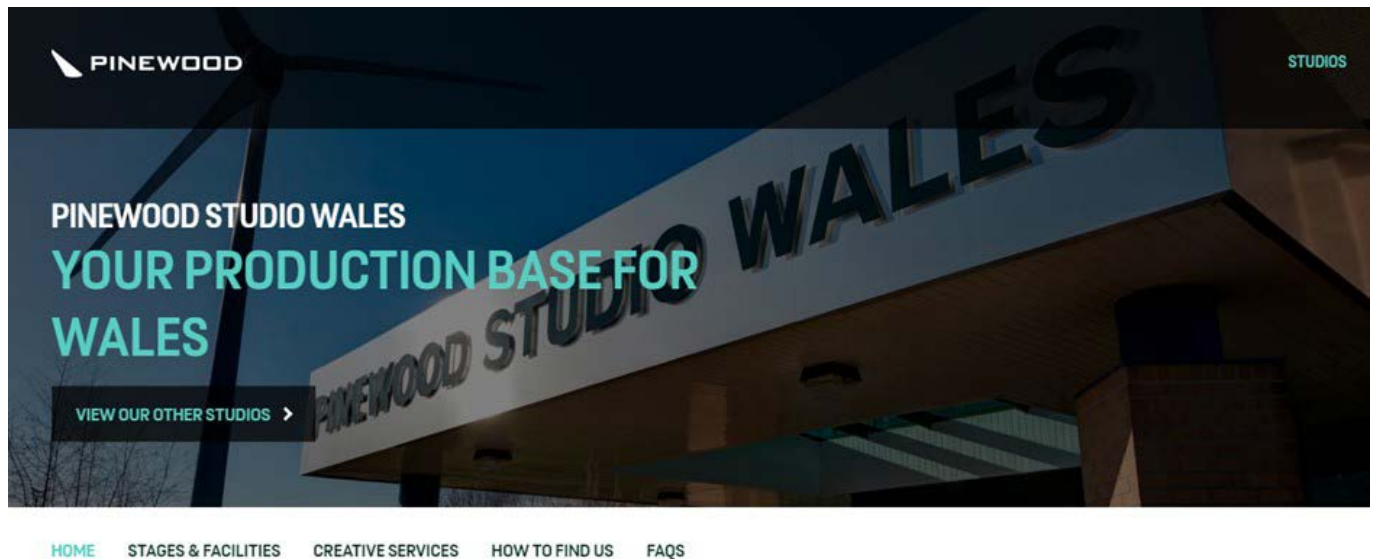 PINEWOOD
STUDIOS
PINEWOOD STUDIO WALES
PINEWOOD STUDIO WALES
YOUR PRODUCTION BASE FOR
WALES
VIEW OUR OTHER STUDIOS >
HOME STAGES & FACILITIES CREATIVE SERVICES HOW TO FIND US FAQS